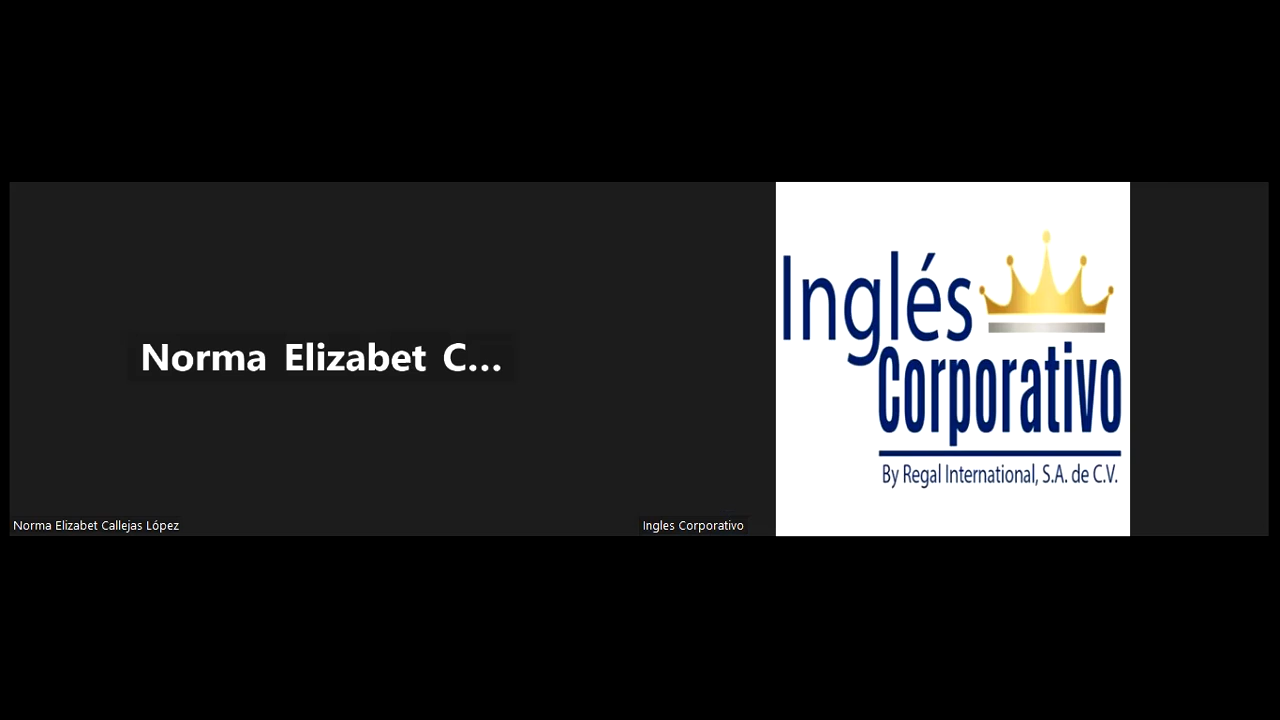 Norma Elizabet C...
Norma Elizabet Callejas López
Ingles Corporativo
Inglés
Corporativo
By Regal International, S.A. de C.V.